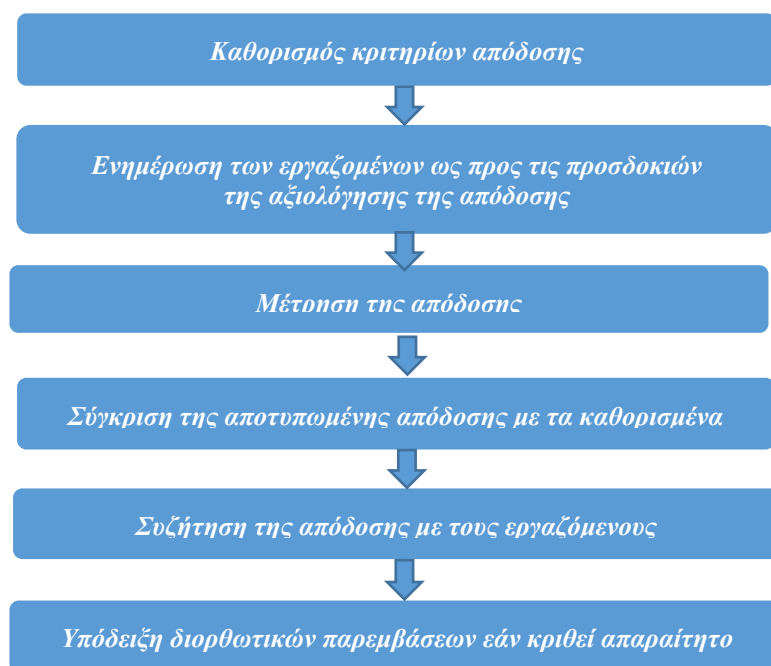 Καθορισμός κριτηρίων απόδοσης
Ενημέρωση των εργαζομένων ως προς τις προσδοκιών
της αξιολόγησης της απόδοσης
Μέτρηση της απόδοσης
Σύγκριση της αποτυπωμένης απόδοσης με τα καθορισμένα
Συζήτηση της απόδοσης με τους εργαζόμενους
Υπόδειξη διορθωτικών παρεμβάσεων εάν κριθεί απαραίτητο